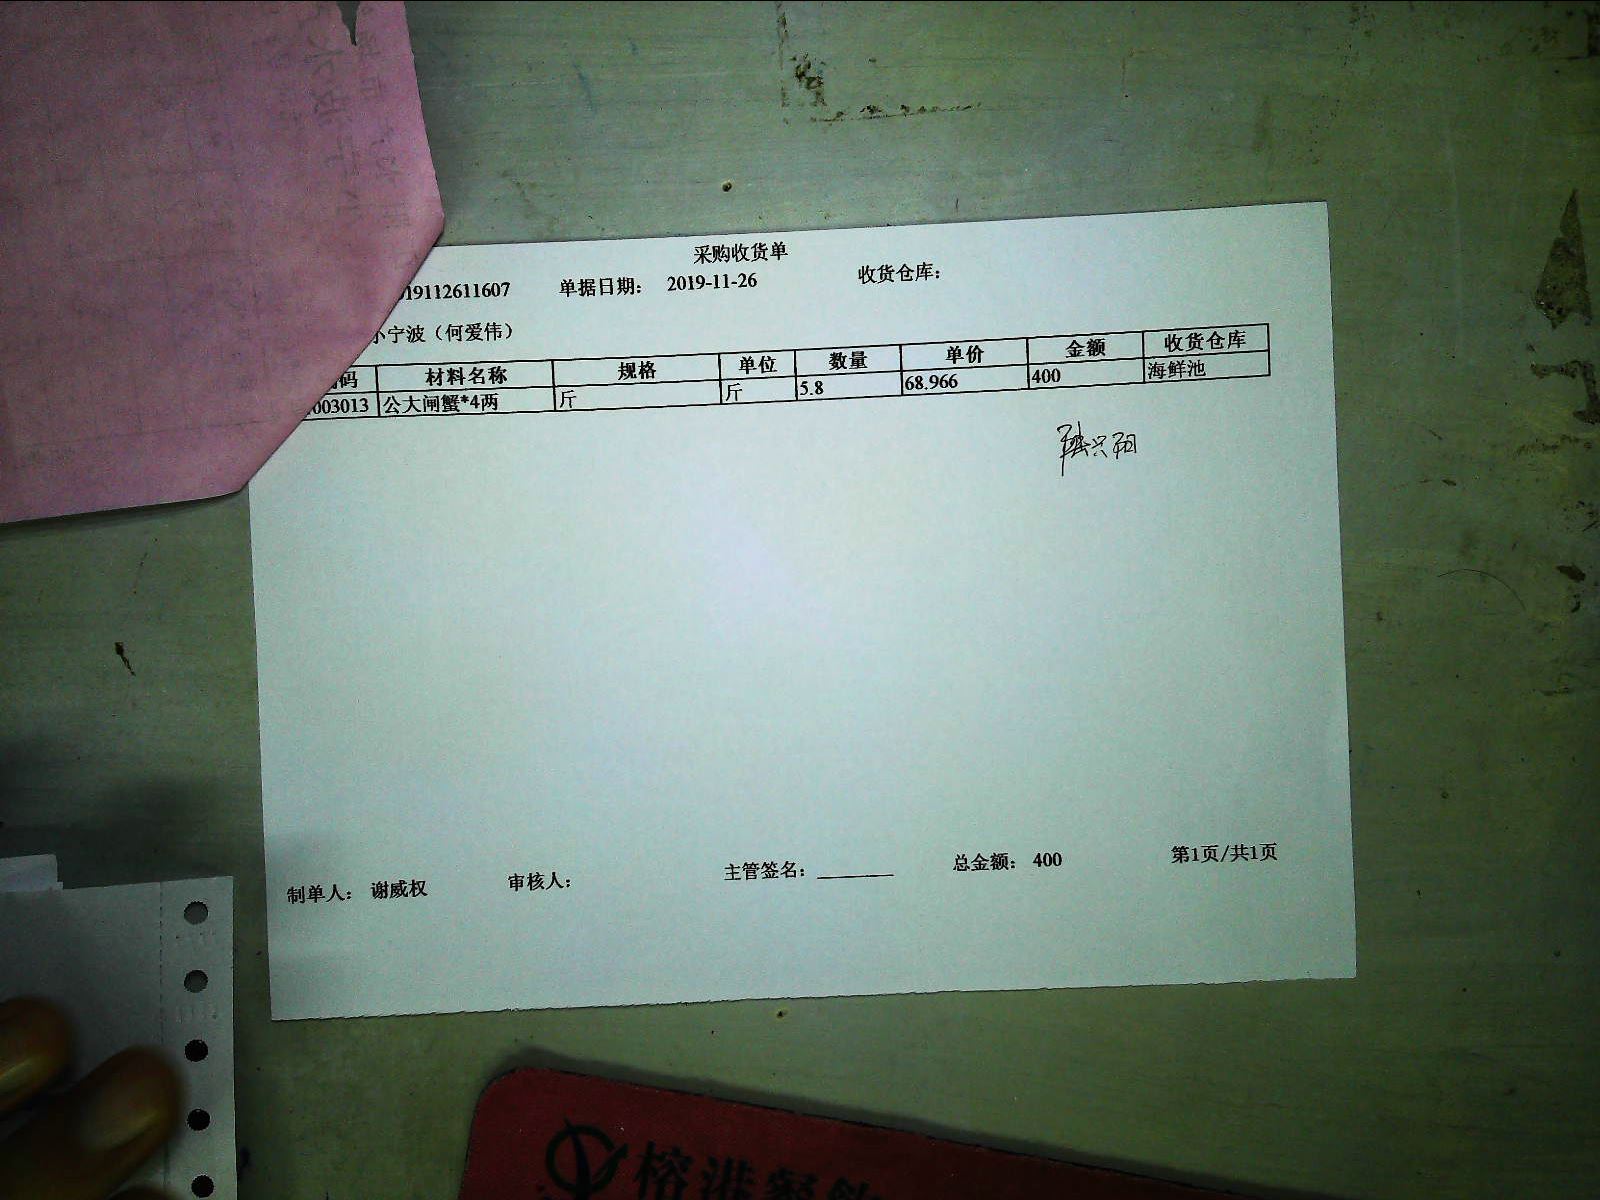 采购收货单
19112611607 单据日期： 2019-11-26 收货仓库：
宁波（何爱伟）
码 材料名称 规格 单位 数量 单价 金额 收货仓库
003013 公大闸蟹*4两 斤 斤 5.8 68.966 400 海鲜池
兴阳
制单人： 谢威权 审核人： 主管签名： 总金额： 400 第1页/共1页
榕港餐饮